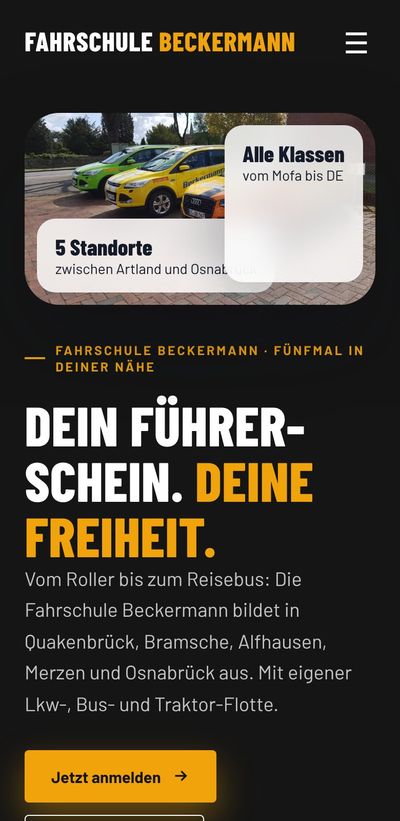 FAHRSCHULE BECKERMANN
Alle Klassen
vom Mofa bis DE
5 Standorte
zwischen Artland und
FAHRSCHULE BECKERMANN · FÜNFMAL IN
DEINER NÄHE
DEIN FÜHRER-
SCHEIN. DEINE
FREIHEIT.
Vom Roller bis zum Reisebus: Die
Fahrschule Beckermann bildet in
Quakenbrück, Bramsche, Alfhausen,
Merzen und Osnabrück aus. Mit eigener
Lkw-, Bus- und Traktor-Flotte.
Jetzt anmelden →